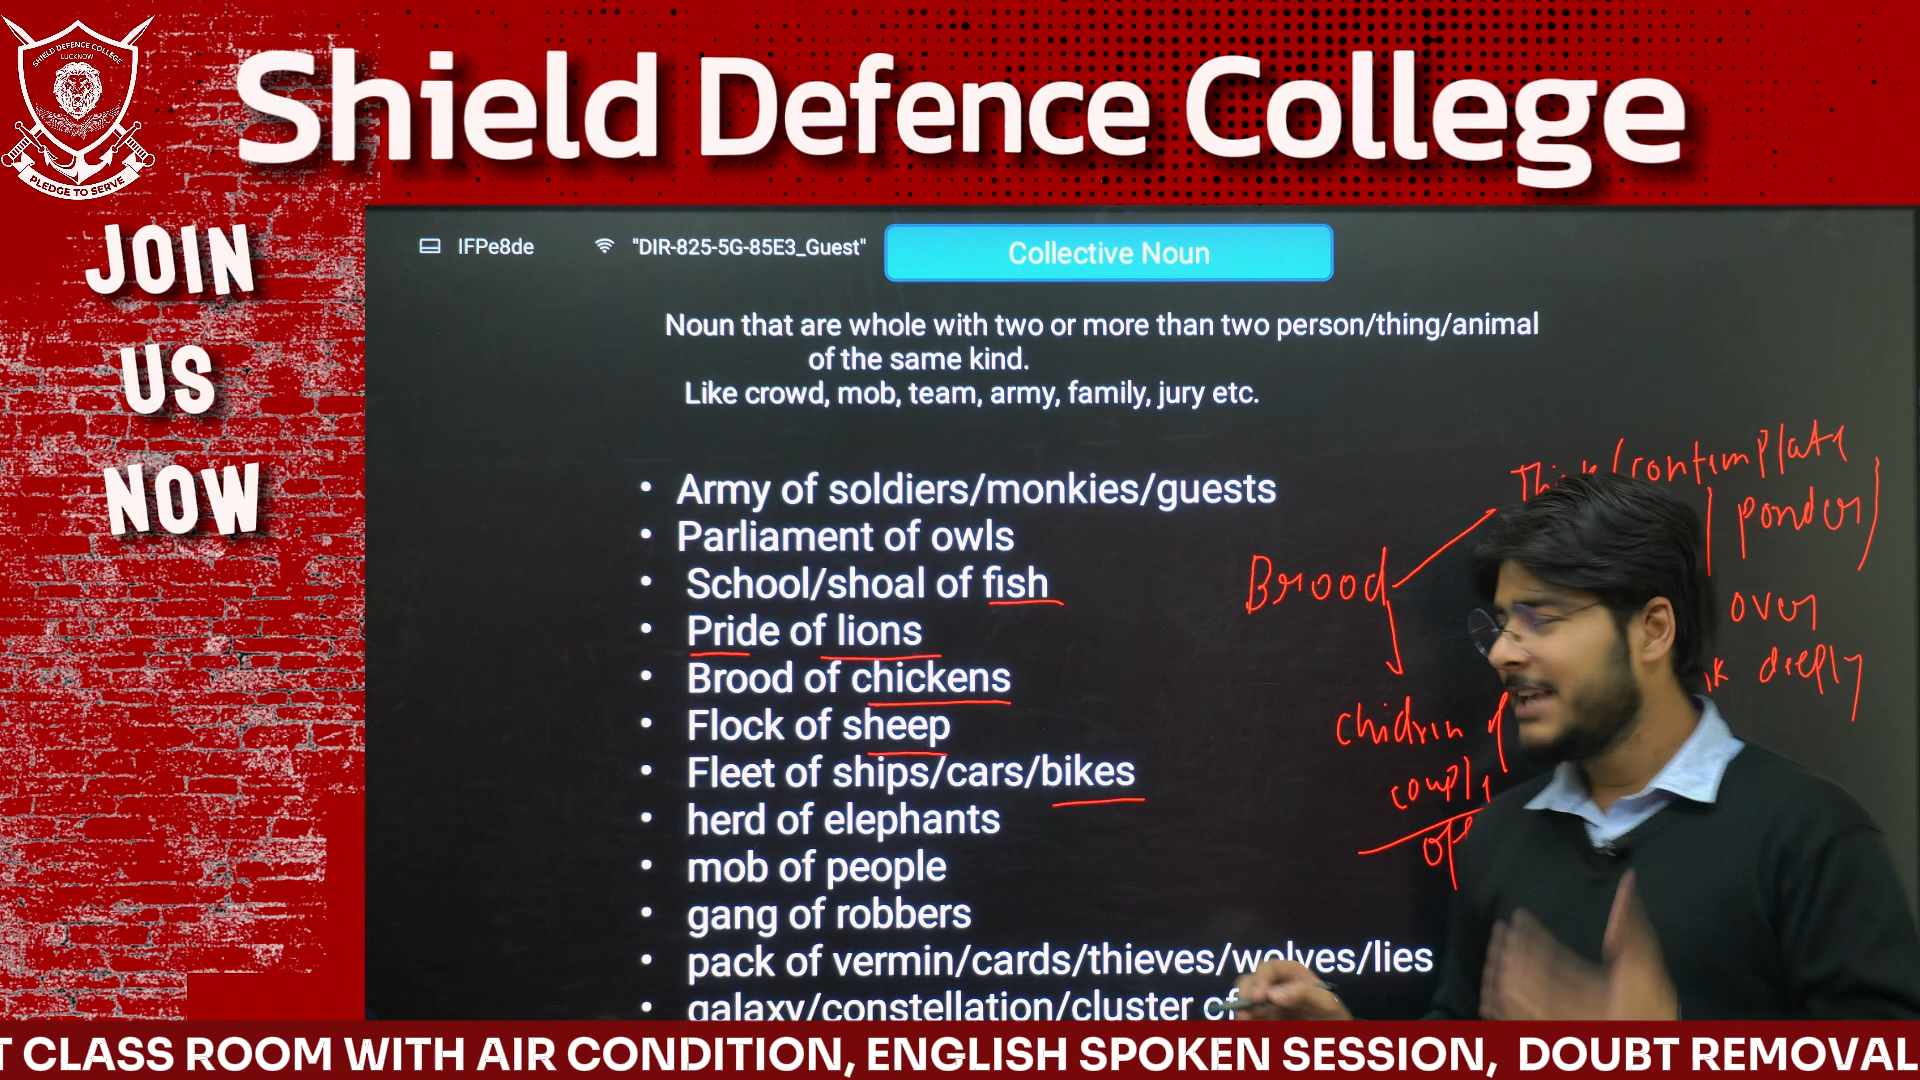 SHIELD DEFENCE COLLEGE
LUCKNOW
PLEDGE TO SERVE
Shield Defence College
JOIN
US
NOW
IFPe8de
"DIR-825-5G-85E3_Guest"
Collective Noun
Noun that are whole with two or more than two person/thing/animal
of the same kind.
Like crowd, mob, team, army, family, jury etc.
• Army of soldiers/monkies/guests
• Parliament of owls
• School/shoal of fish
• Pride of lions
• Brood of chickens
• Flock of sheep
• Fleet of ships/cars/bikes
• herd of elephants
• mob of people
• gang of robbers
• pack of vermin/cards/thieves/wolves/lies
• galaxy/constellation/cluster of
Brood
contemplate
ponder
over
deeply
of
T CLASS ROOM WITH AIR CONDITION, ENGLISH SPOKEN SESSION, DOUBT REMOVAL